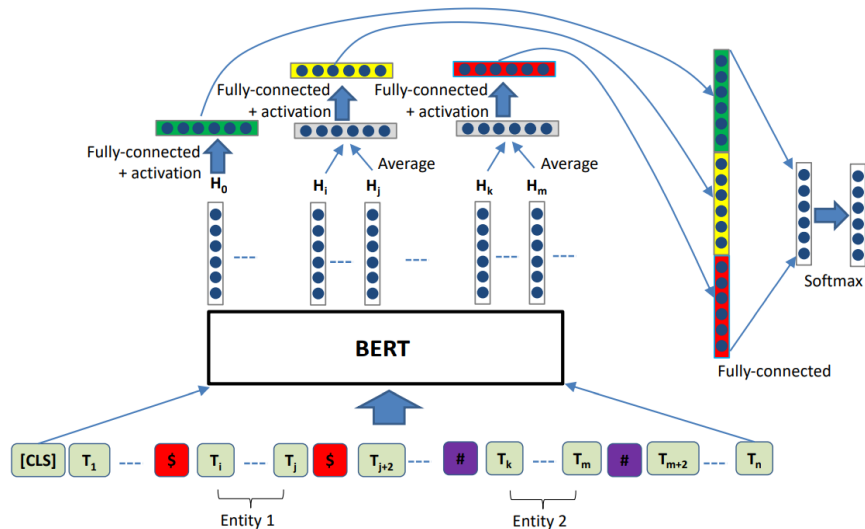 Fully-connected
+ activation
Fully-connected
+ activation
Fully-connected
+ activation
Average
Average
H0
Hi
Hj
Hk
Hm
Softmax
Fully-connected
BERT
[CLS] T1 $ Ti Tj $ Tj+2 # Tk Tm # Tm+2 Tn
Entity 1
Entity 2